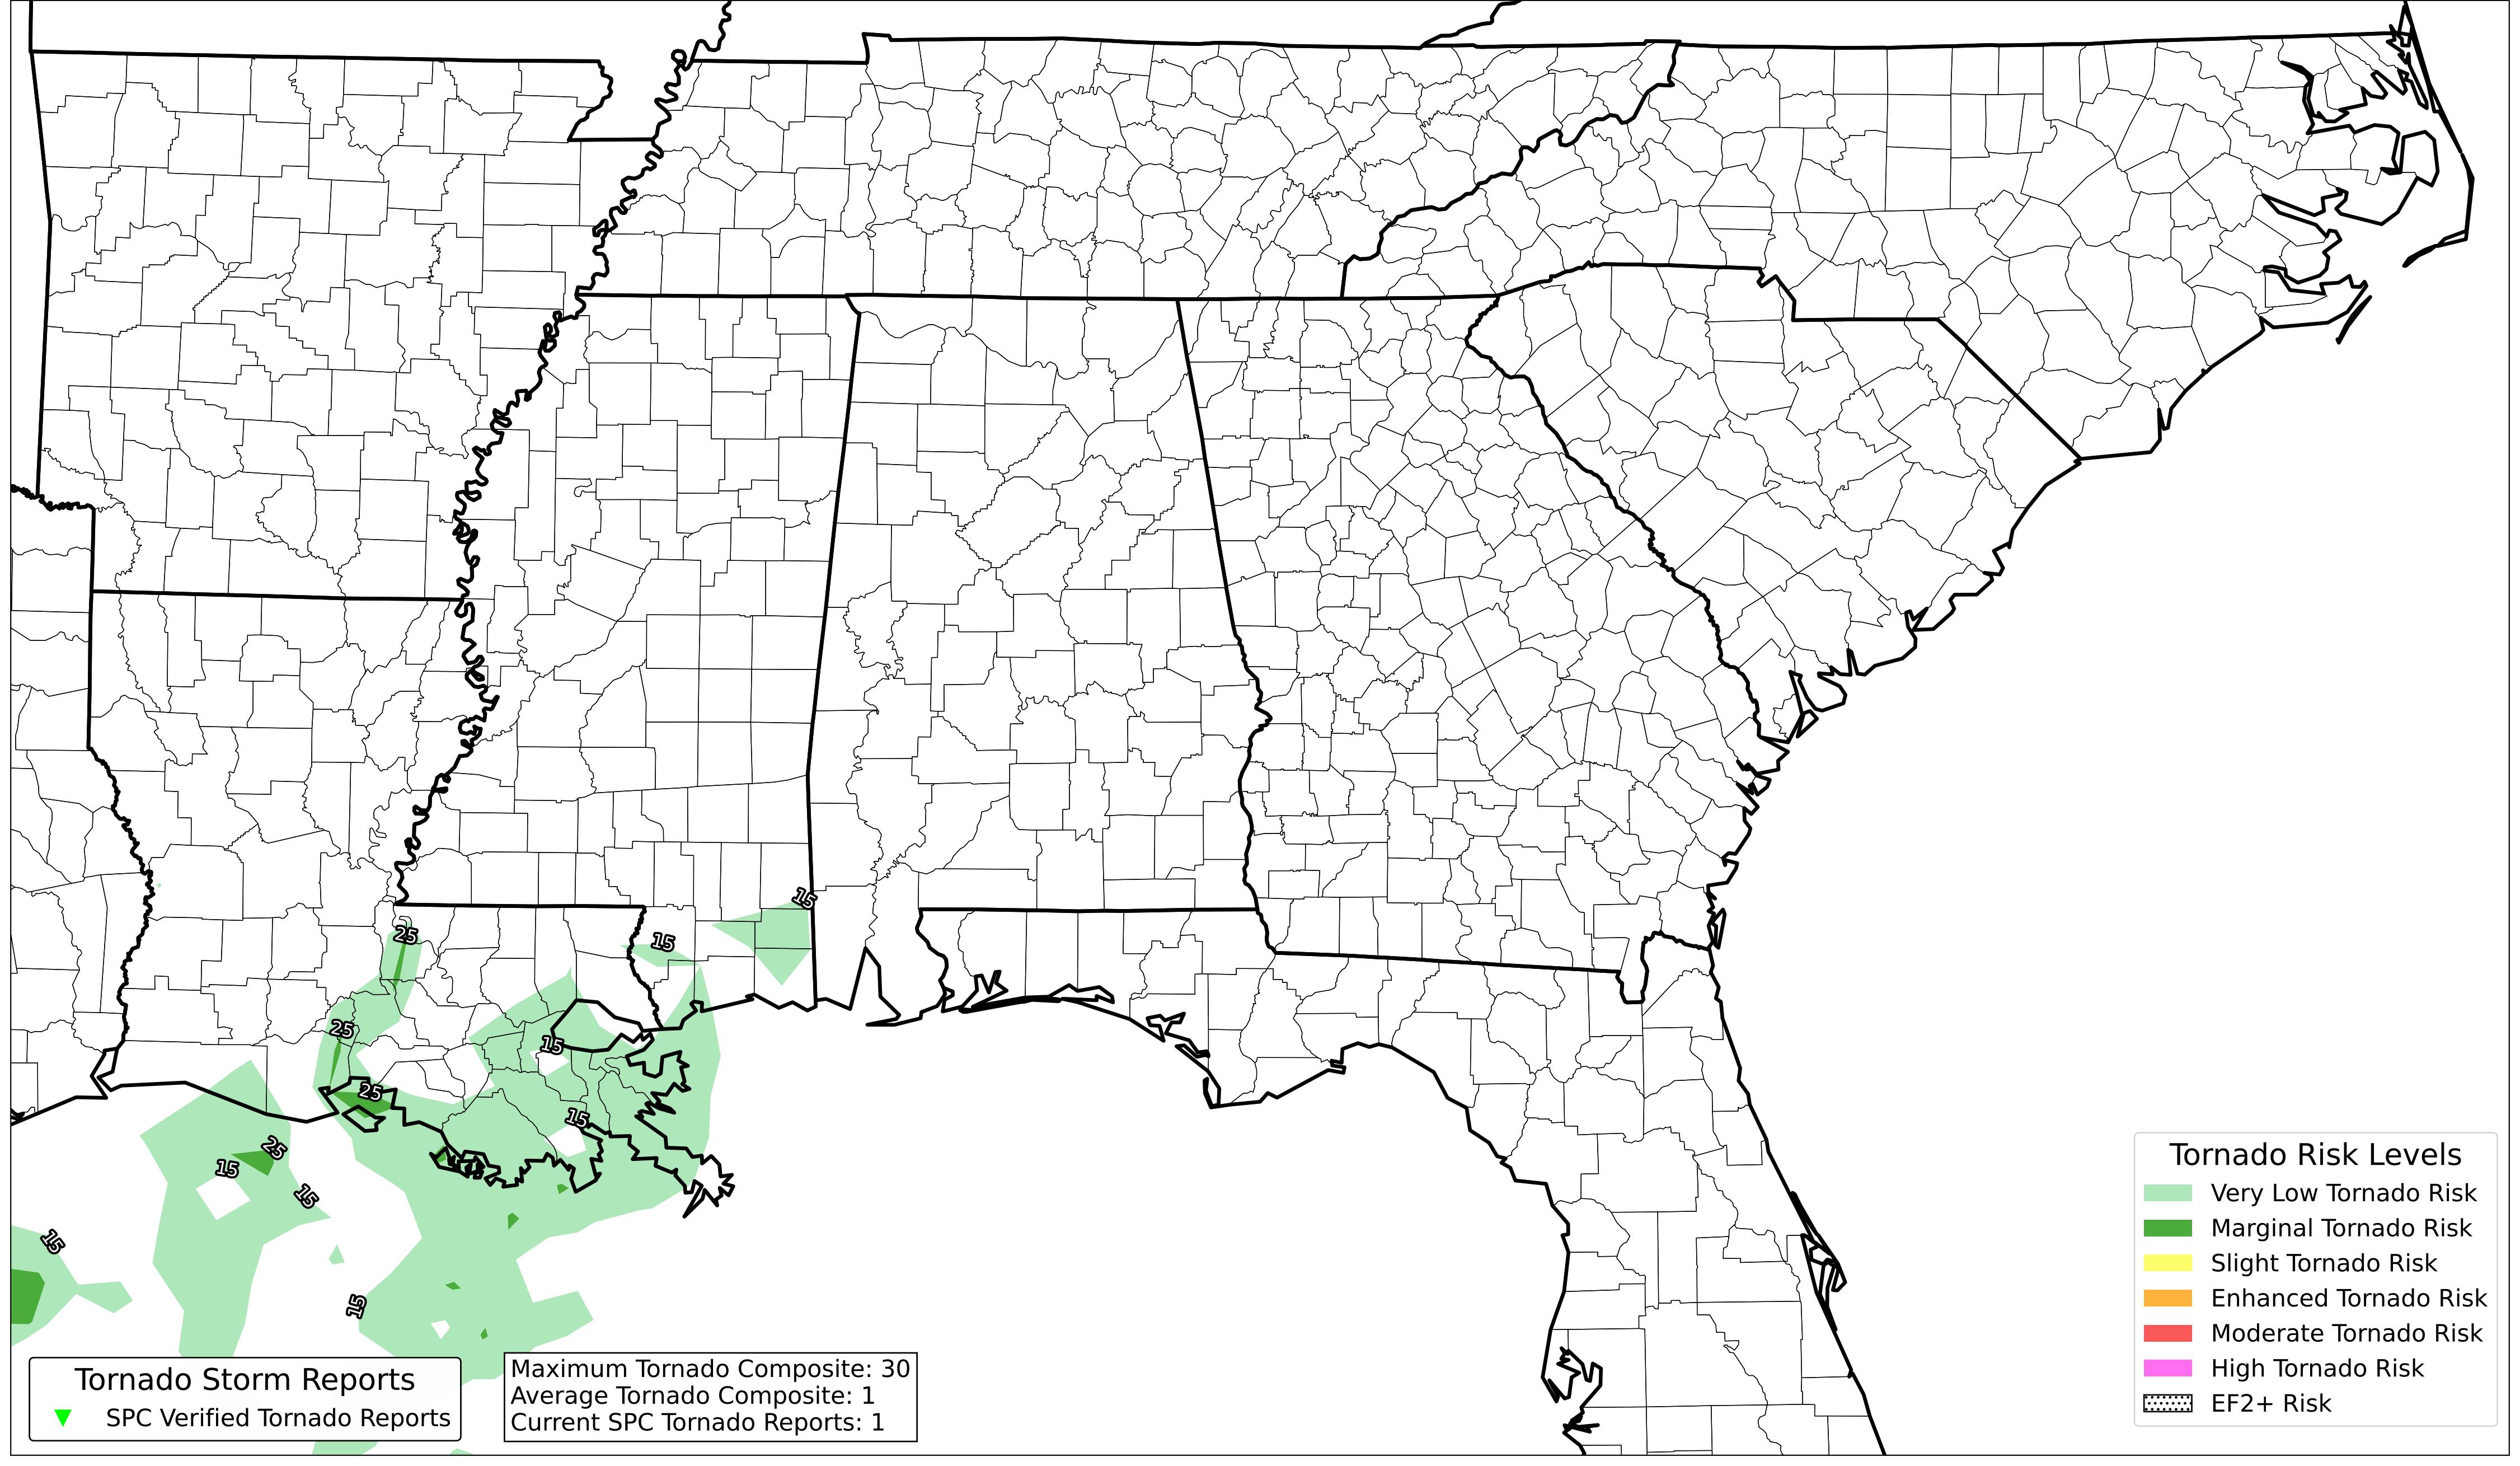 15
25
15
25
15
25
15
25
15
15
15
15
Tornado Risk Levels
Very Low Tornado Risk
Marginal Tornado Risk
Slight Tornado Risk
Enhanced Tornado Risk
Moderate Tornado Risk
High Tornado Risk
EF2+ Risk
Tornado Storm Reports
SPC Verified Tornado Reports
Maximum Tornado Composite: 30
Average Tornado Composite: 1
Current SPC Tornado Reports: 1